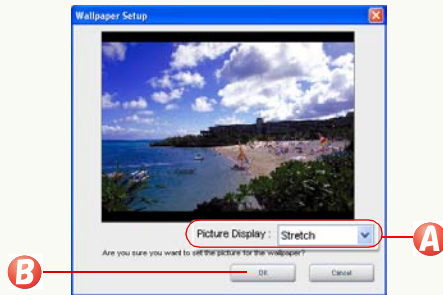 Wallpaper Setup
Picture Display : Stretch
A
Are you sure you want to set the picture for the wallpaper?
B
OK Cancel